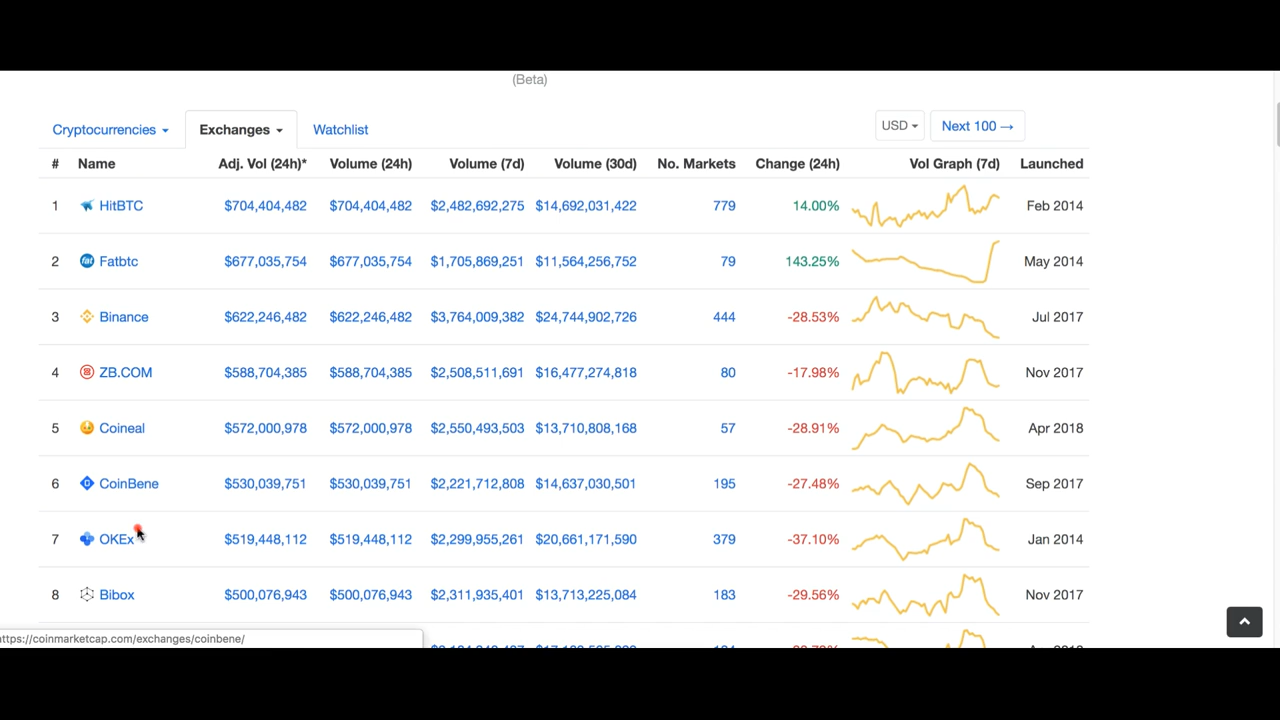 (Beta)
Cryptocurrencies Exchanges Watchlist USD Next 100 →
# Name Adj. Vol (24h)* Volume (24h) Volume (7d) Volume (30d) No. Markets Change (24h) Vol Graph (7d) Launched
1 HitBTC $704,404,482 $704,404,482 $2,482,692,275 $14,692,031,422 779 14.00% Feb 2014
2 Fatbtc $677,035,754 $677,035,754 $1,705,869,251 $11,564,256,752 79 143.25% May 2014
3 Binance $622,246,482 $622,246,482 $3,764,009,382 $24,744,902,726 444 -28.53% Jul 2017
4 ZB.COM $588,704,385 $588,704,385 $2,508,511,691 $16,477,274,818 80 -17.98% Nov 2017
5 Coineal $572,000,978 $572,000,978 $2,550,493,503 $13,710,808,168 57 -28.91% Apr 2018
6 CoinBene $530,039,751 $530,039,751 $2,221,712,808 $14,637,030,501 195 -27.48% Sep 2017
7 OKEx $519,448,112 $519,448,112 $2,299,955,261 $20,661,171,590 379 -37.10% Jan 2014
8 Bibox $500,076,943 $500,076,943 $2,311,935,401 $13,713,225,084 183 -29.56% Nov 2017
ttps://coinmarketcap.com/exchanges/coinbene/